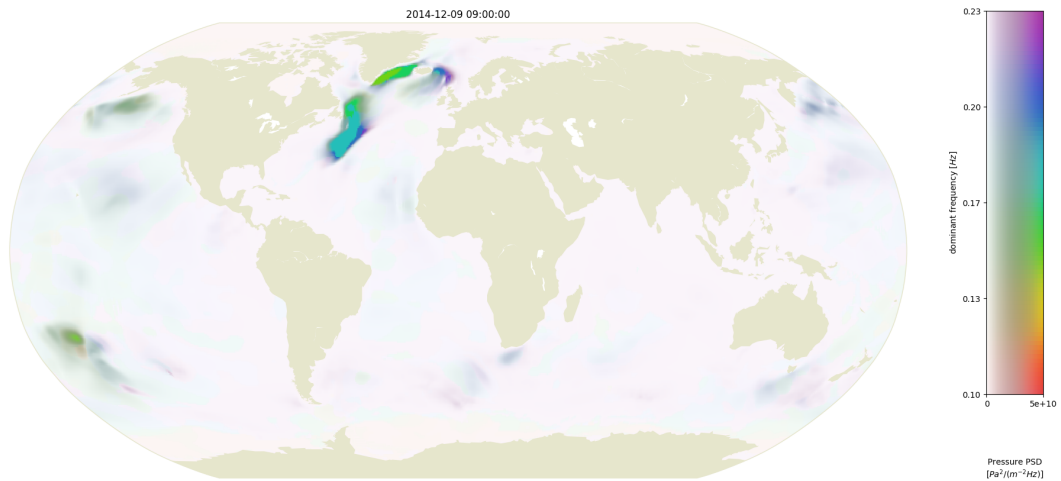 2014-12-09 09:00:00
0.23
0.20
0.17
0.13
0.10
dominant frequency [Hz]
0 5e+10
Pressure PSD
[Pa²/(m⁻²Hz)]